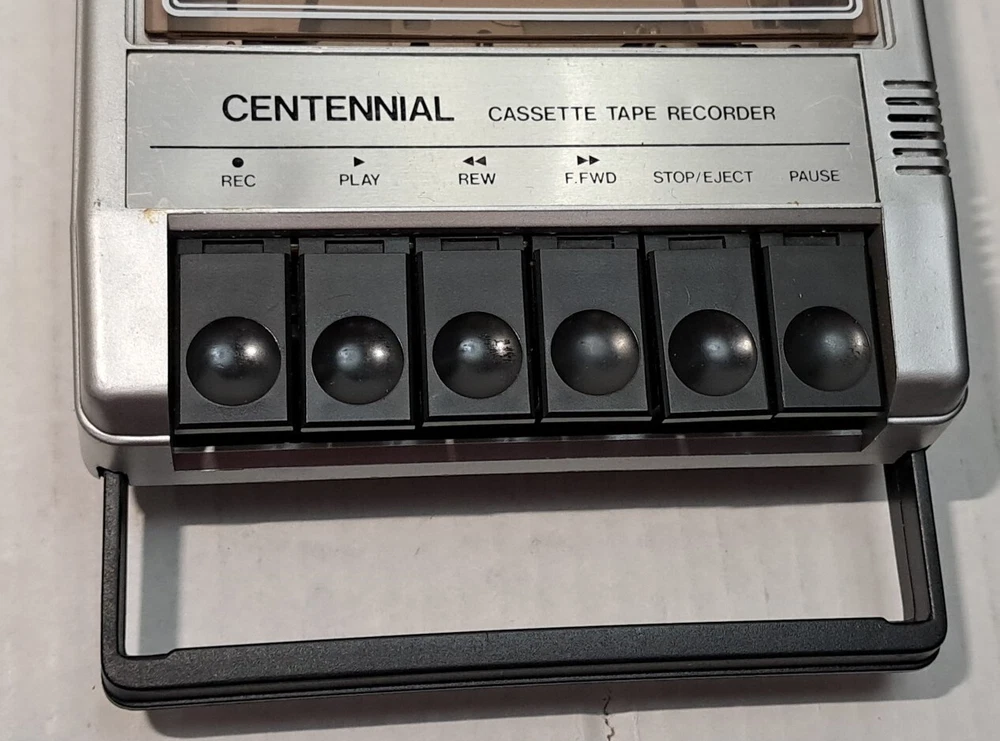 CENTENNIAL CASSETTE TAPE RECORDER
REC PLAY REW F.FWD STOP/EJECT PAUSE